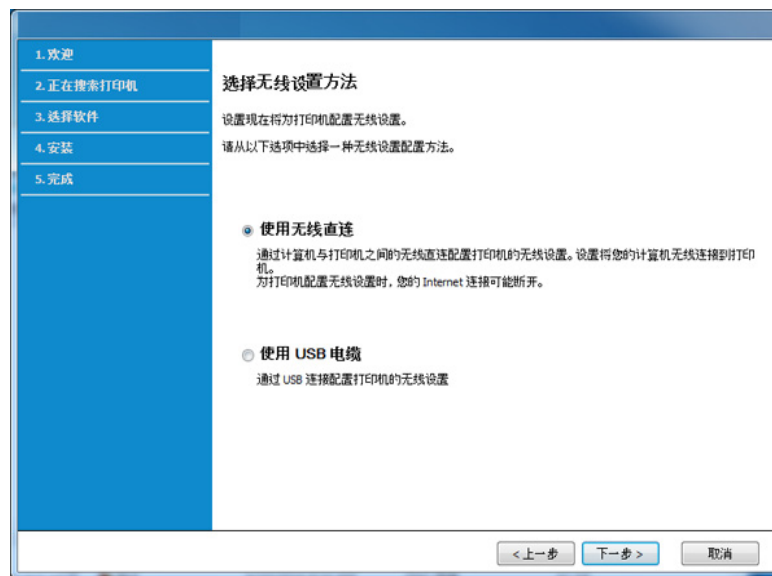 1.欢迎
2.正在搜索打印机
3.选择软件
4.安装
5.完成
选择无线设置方法
设置现在将为打印机配置无线设置。
请从以下选项中选择一种无线设置配置方法。
使用无线直连
通过计算机与打印机之间的无线直连配置打印机的无线设置。设置将您的计算机无线连接到打印
机。
为打印机配置无线设置时，您的 Internet 连接可能断开。
使用 USB 电缆
通过 USB 连接配置打印机的无线设置
<上一步
下一步>
取消